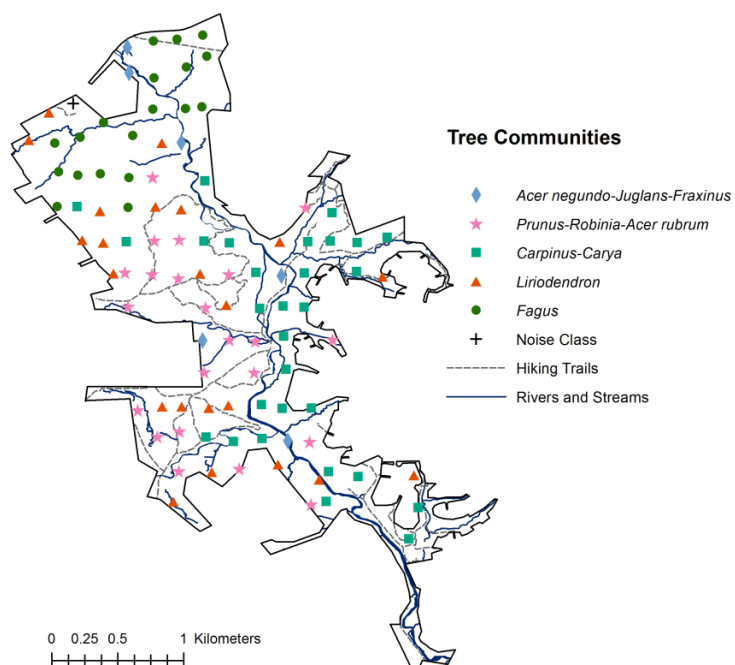 Tree Communities
Acer negundo-Juglans-Fraxinus
Prunus-Robinia-Acer rubrum
Carpinus-Carya
Liriodendron
Fagus
Noise Class
Hiking Trails
Rivers and Streams
0 0.25 0.5 1 Kilometers